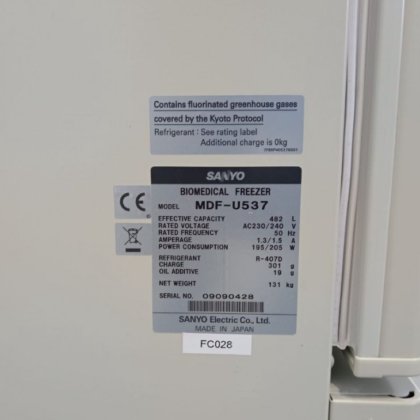 Contains fluorinated greenhouse gases
covered by the Kyoto Protocol
Refrigerant : See rating label
Additional charge is 0kg
CE
SANYO
BIOMEDICAL FREEZER
MODEL MDF-U537
EFFECTIVE CAPACITY 482 L
RATED VOLTAGE AC230/240 V
RATED FREQUENCY 50 Hz
AMPERAGE 1.3/1.5 A
POWER CONSUMPTION 195/205 W
REFRIGERANT R-407D
CHARGE 301 g
OIL ADDITIVE 19 g
NET WEIGHT 131 kg
SERIAL NO. 09090428
SANYO Electric Co., Ltd.
MADE IN JAPAN
FC028